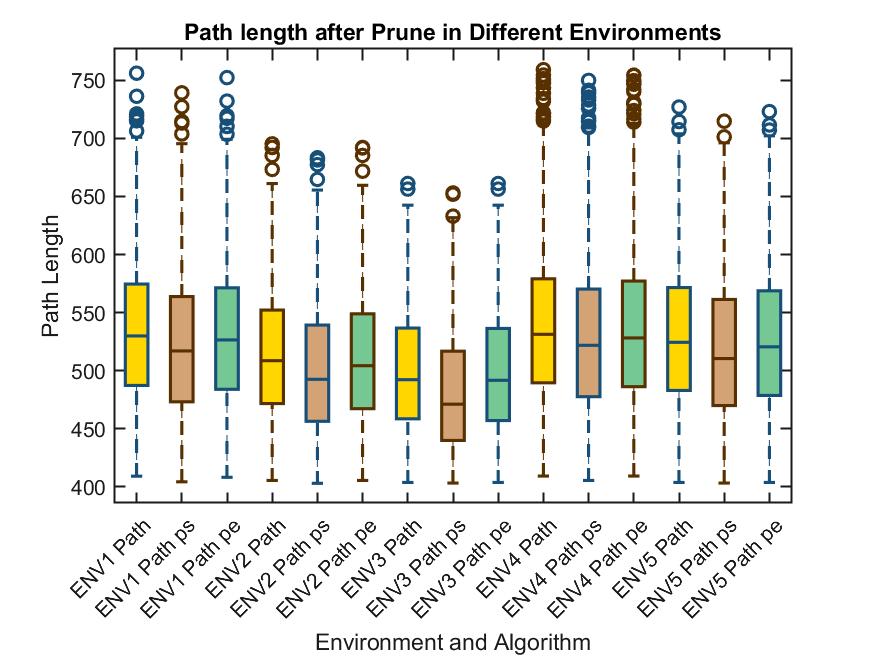 Path length after Prune in Different Environments
Path Length
750
700
650
600
550
500
450
400
ENV1 Path
ENV1 Path ps
ENV1 Path pe
ENV2 Path
ENV2 Path ps
ENV2 Path pe
ENV3 Path
ENV3 Path ps
ENV3 Path pe
ENV4 Path
ENV4 Path ps
ENV4 Path pe
ENV5 Path
ENV5 Path ps
ENV5 Path pe
Environment and Algorithm